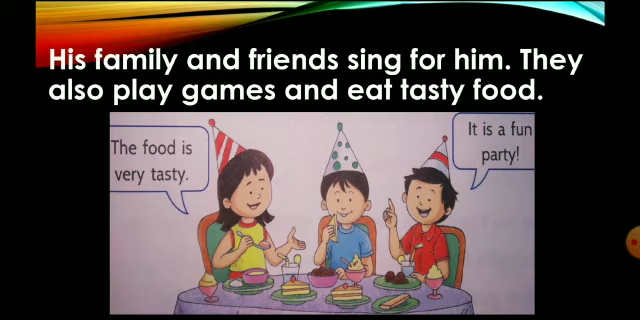 His family and friends sing for him. They
also play games and eat tasty food.
The food is
very tasty.
It is a fun
party!